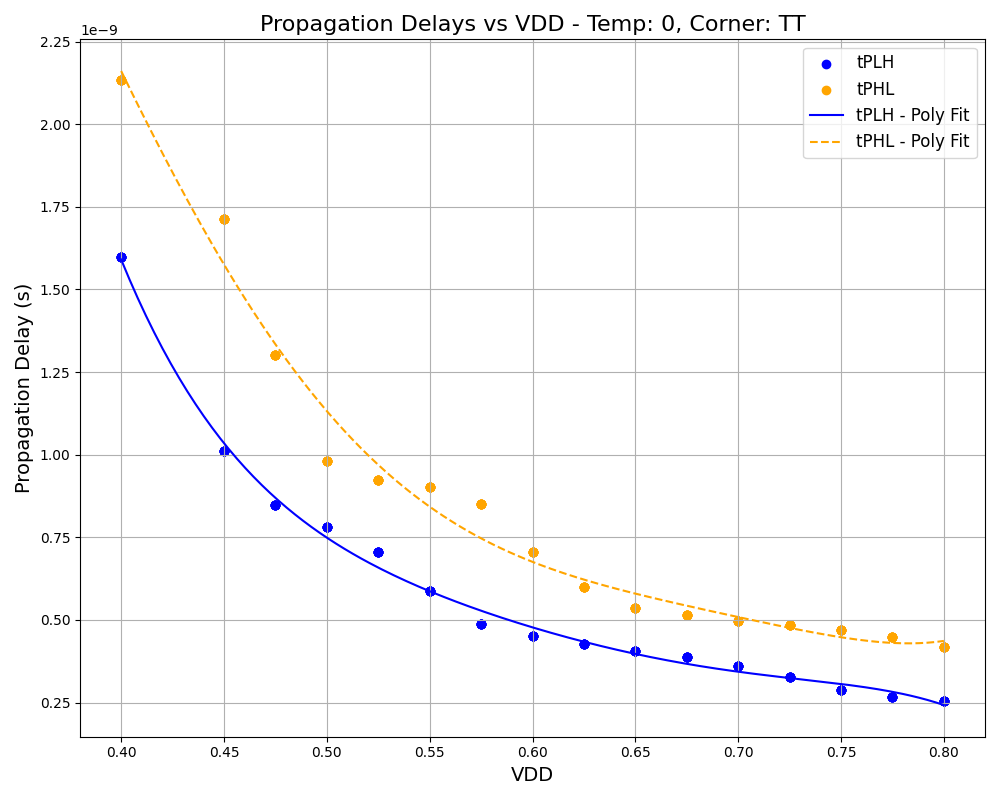 Propagation Delays vs VDD - Temp: 0, Corner: TT
1e−9
2.25
2.00
1.75
1.50
1.25
1.00
0.75
0.50
0.25
Propagation Delay (s)
tPLH
tPHL
tPLH - Poly Fit
tPHL - Poly Fit
0.40 0.45 0.50 0.55 0.60 0.65 0.70 0.75 0.80
VDD